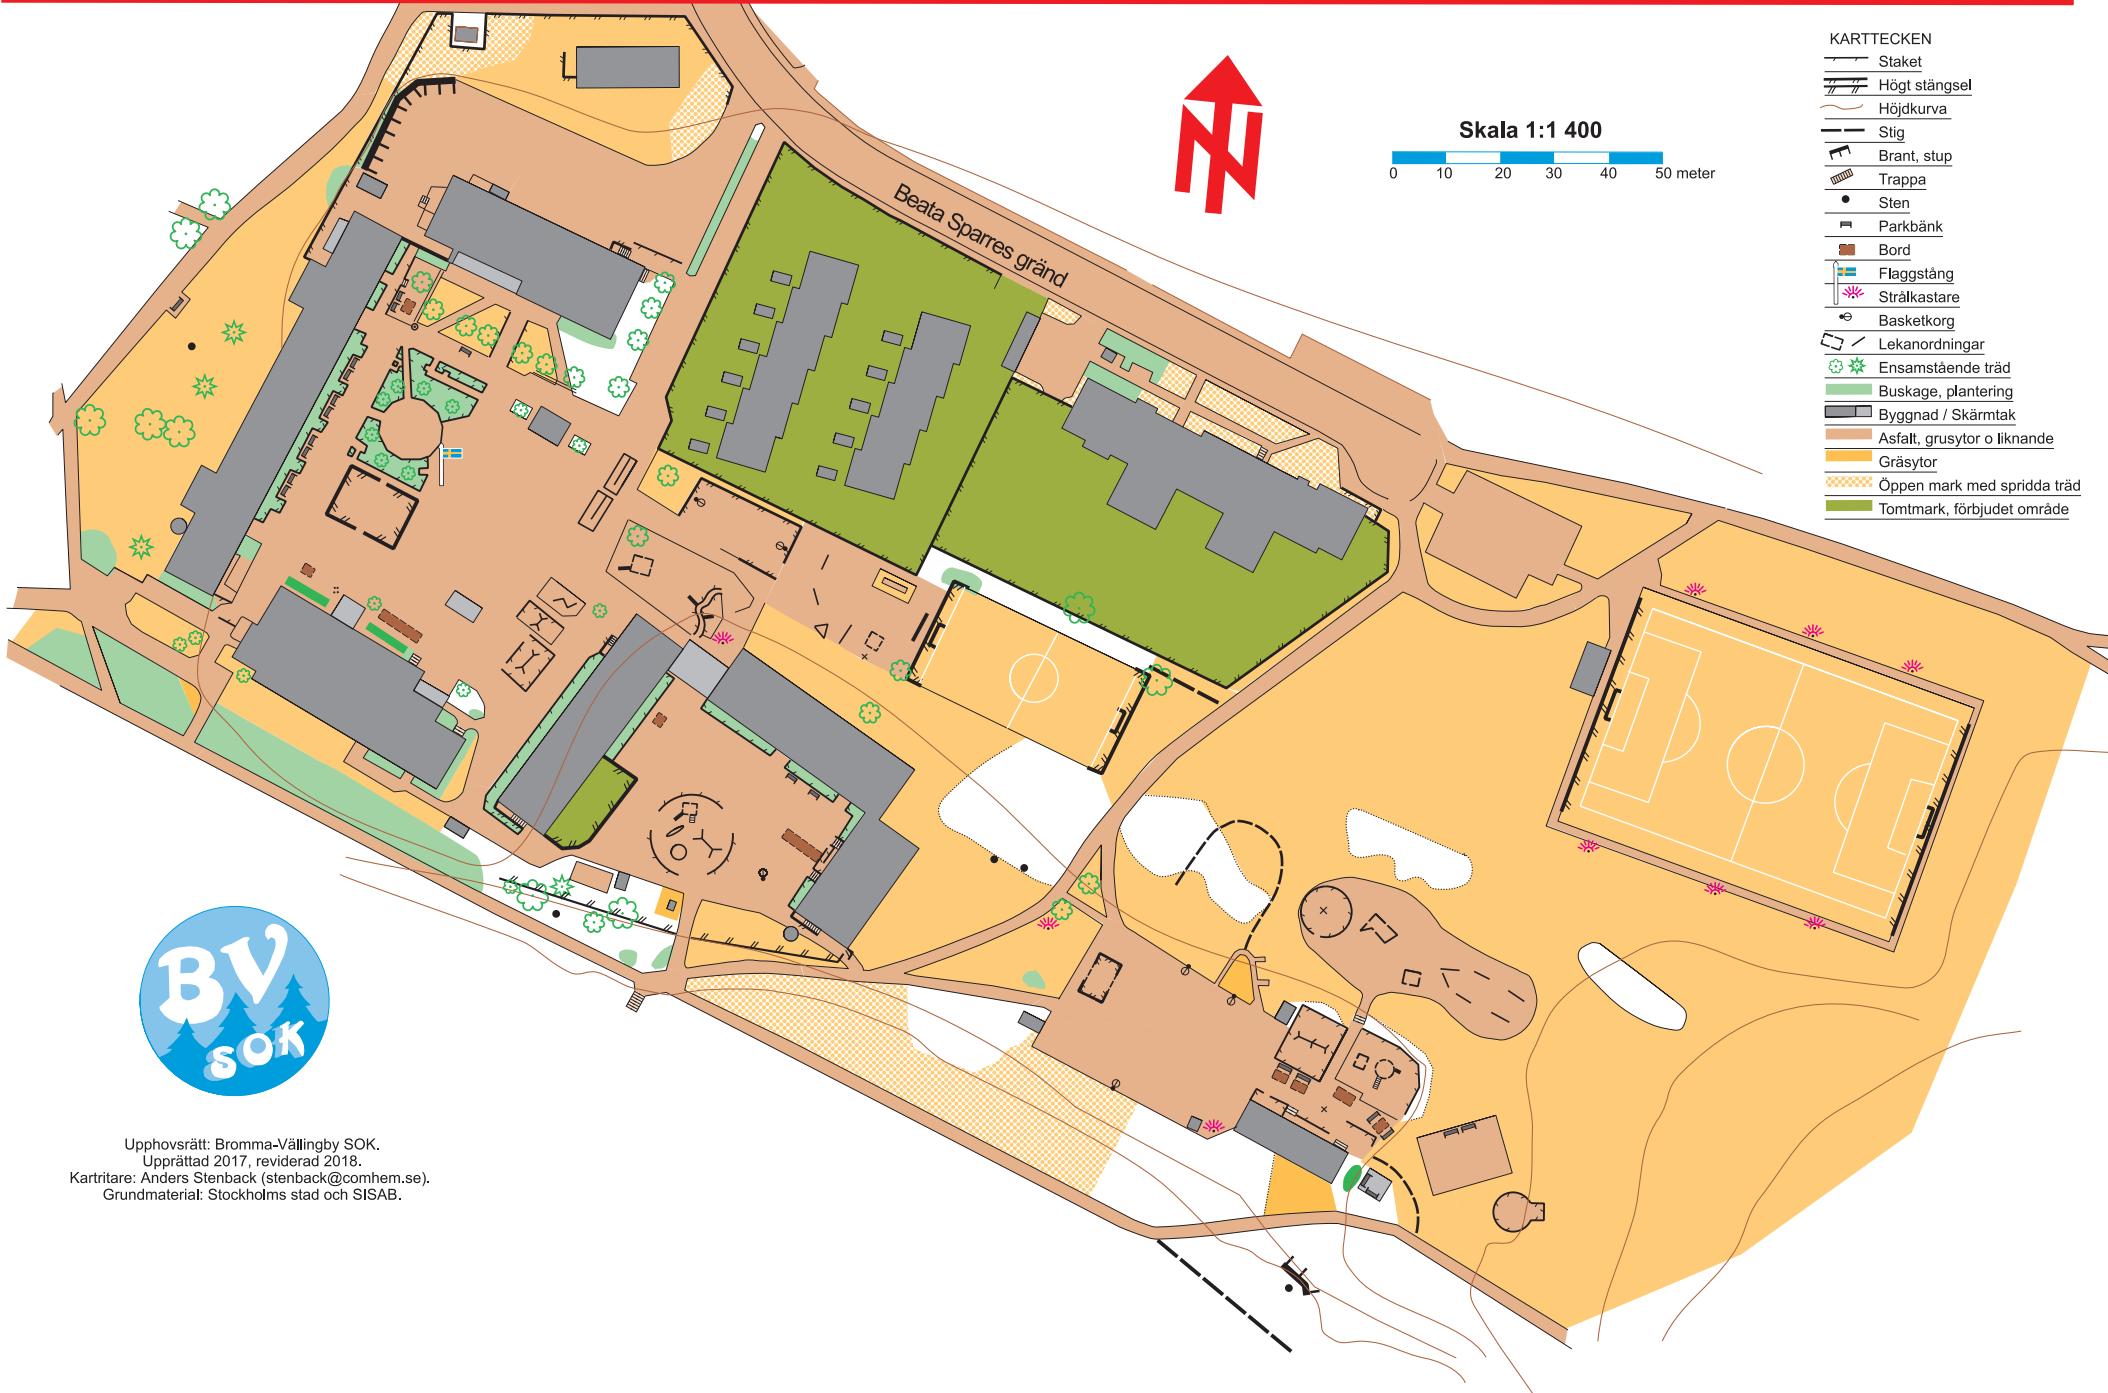 KARTTECKEN
Staket
Högt stängsel
Höjdkurva
Stig
Brant, stup
Trappa
Sten
Parkbänk
Bord
Flaggstång
Strålkastare
Basketkorg
Lekanordningar
Ensamstående träd
Buskage, plantering
Byggnad / Skärmtak
Asfalt, grusytor o liknande
Gräsytor
Öppen mark med spridda träd
Tomtmark, förbjudet område
Skala 1:1 400
0 10 20 30 40 50 meter
N
Beata Sparres gränd
BV
SOK
Upphovsrätt: Bromma-Vällingby SOK.
Upprättad 2017, reviderad 2018.
Kartritare: Anders Stenback (stenback@comhem.se).
Grundmaterial: Stockholms stad och SISAB.